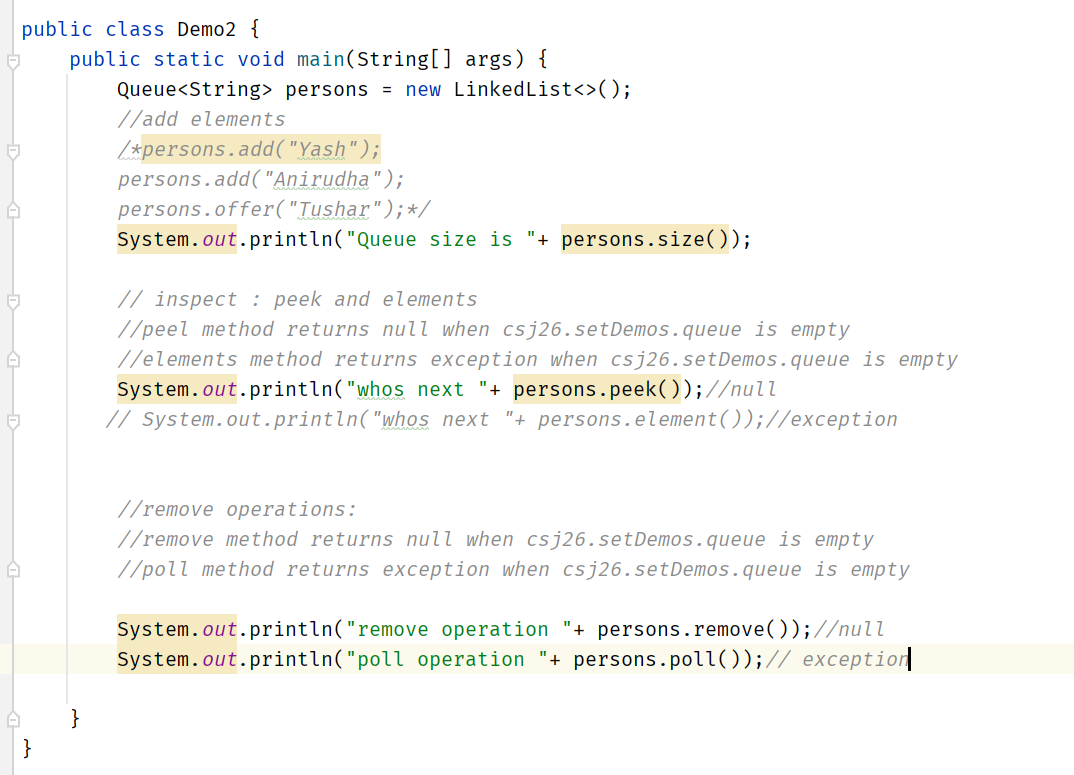 public class Demo2 {
public static void main(String[] args) {
Queue<String> persons = new LinkedList<>();
//add elements
/*persons.add("Yash");
persons.add("Anirudha");
persons.offer("Tushar");*/
System.out.println("Queue size is "+ persons.size());
// inspect : peek and elements
//peel method returns null when csj26.setDemos.queue is empty
//elements method returns exception when csj26.setDemos.queue is empty
System.out.println("whos next "+ persons.peek());//null
// System.out.println("whos next "+ persons.element());//exception
//remove operations:
//remove method returns null when csj26.setDemos.queue is empty
//poll method returns exception when csj26.setDemos.queue is empty
System.out.println("remove operation "+ persons.remove());//null
System.out.println("poll operation "+ persons.poll());// exception
}
}